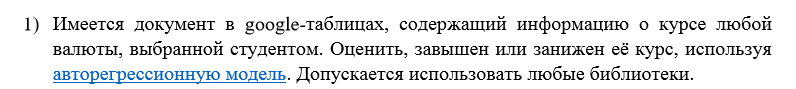 1) Имеется документ в google-таблицах, содержащий информацию о курсе любой
валюты, выбранной студентом. Оценить, завышен или занижен её курс, используя
авторегрессионную модель. Допускается использовать любые библиотеки.